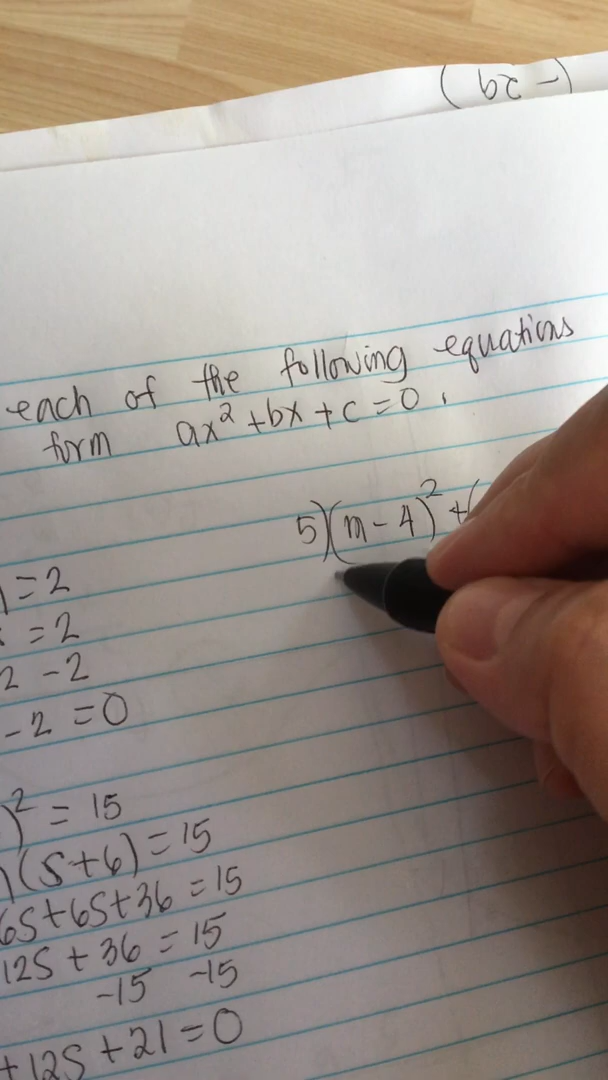 each of the following equations
form ax² + bx + c = 0.
5) (m - 4)² + (
= 2
= 2
2 - 2
- 2 = 0
)² = 15
(s + 6) = 15
6s + 6s + 36 = 15
12s + 36 = 15
-15 -15
+ 12s + 21 = 0